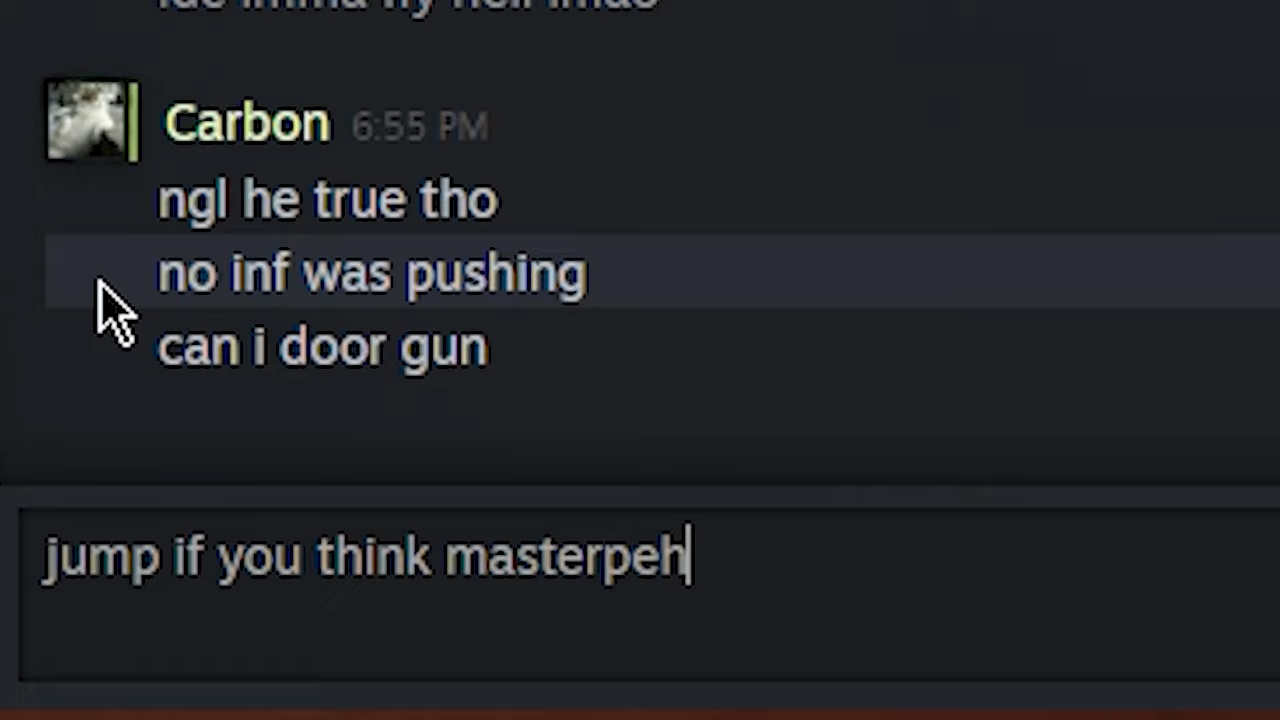 Carbon 6:55 PM
ngl he true tho
no inf was pushing
can i door gun
jump if you think masterpeh